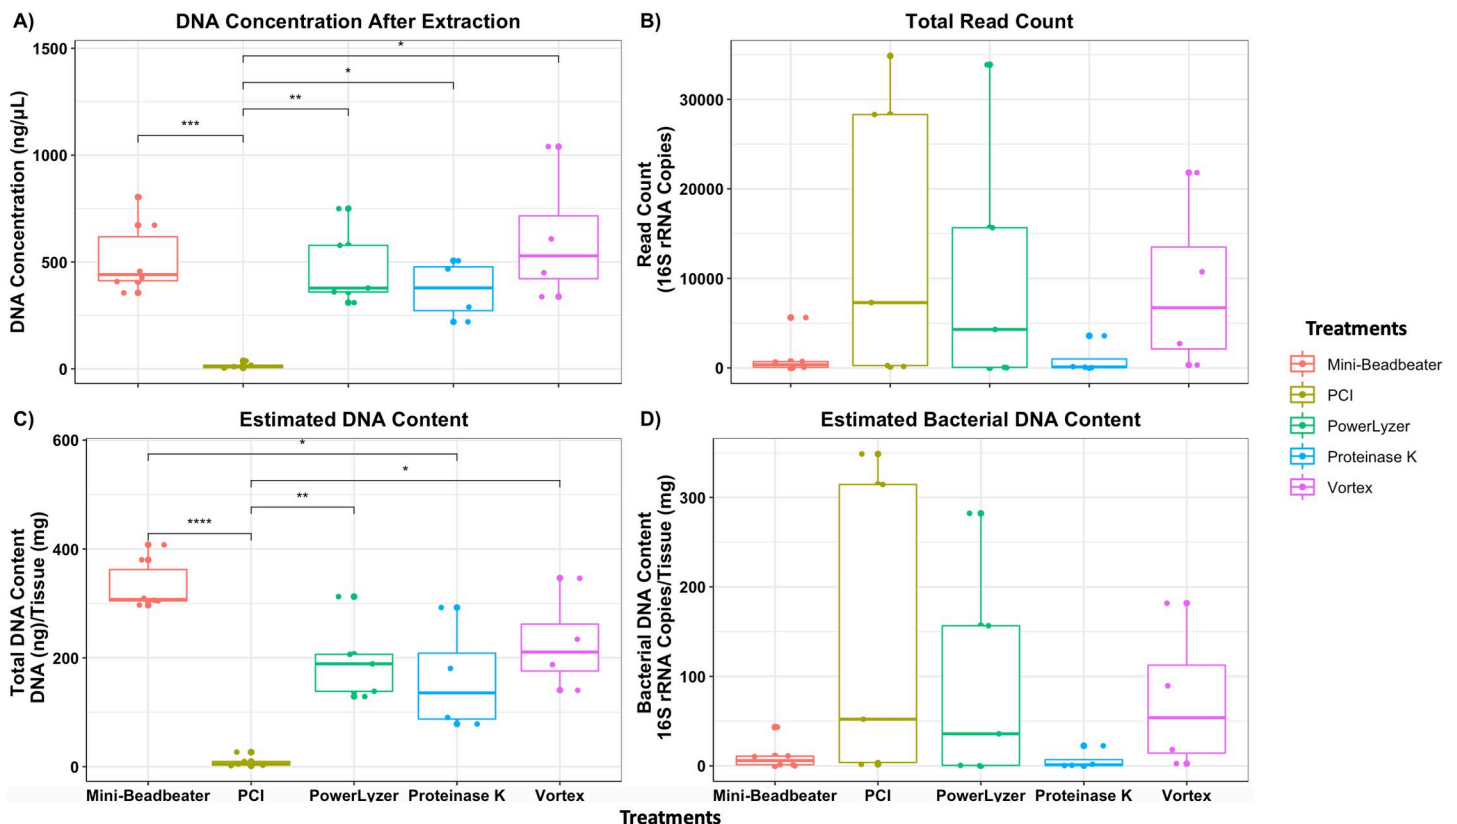 A) DNA Concentration After Extraction
DNA Concentration (ng/µL)
1500
1000
500
0
***
**
*
*
B) Total Read Count
Read Count
(16S rRNA Copies)
30000
20000
10000
0
C) Estimated DNA Content
Total DNA Content
DNA (ng)/Tissue (mg)
600
400
200
0
****
**
*
*
Mini-Beadbeater PCI PowerLyzer Proteinase K Vortex
D) Estimated Bacterial DNA Content
Bacterial DNA Content
16S rRNA Copies/Tissue (mg)
300
200
100
0
Mini-Beadbeater PCI PowerLyzer Proteinase K Vortex
Treatments
Treatments
Mini-Beadbeater
PCI
PowerLyzer
Proteinase K
Vortex